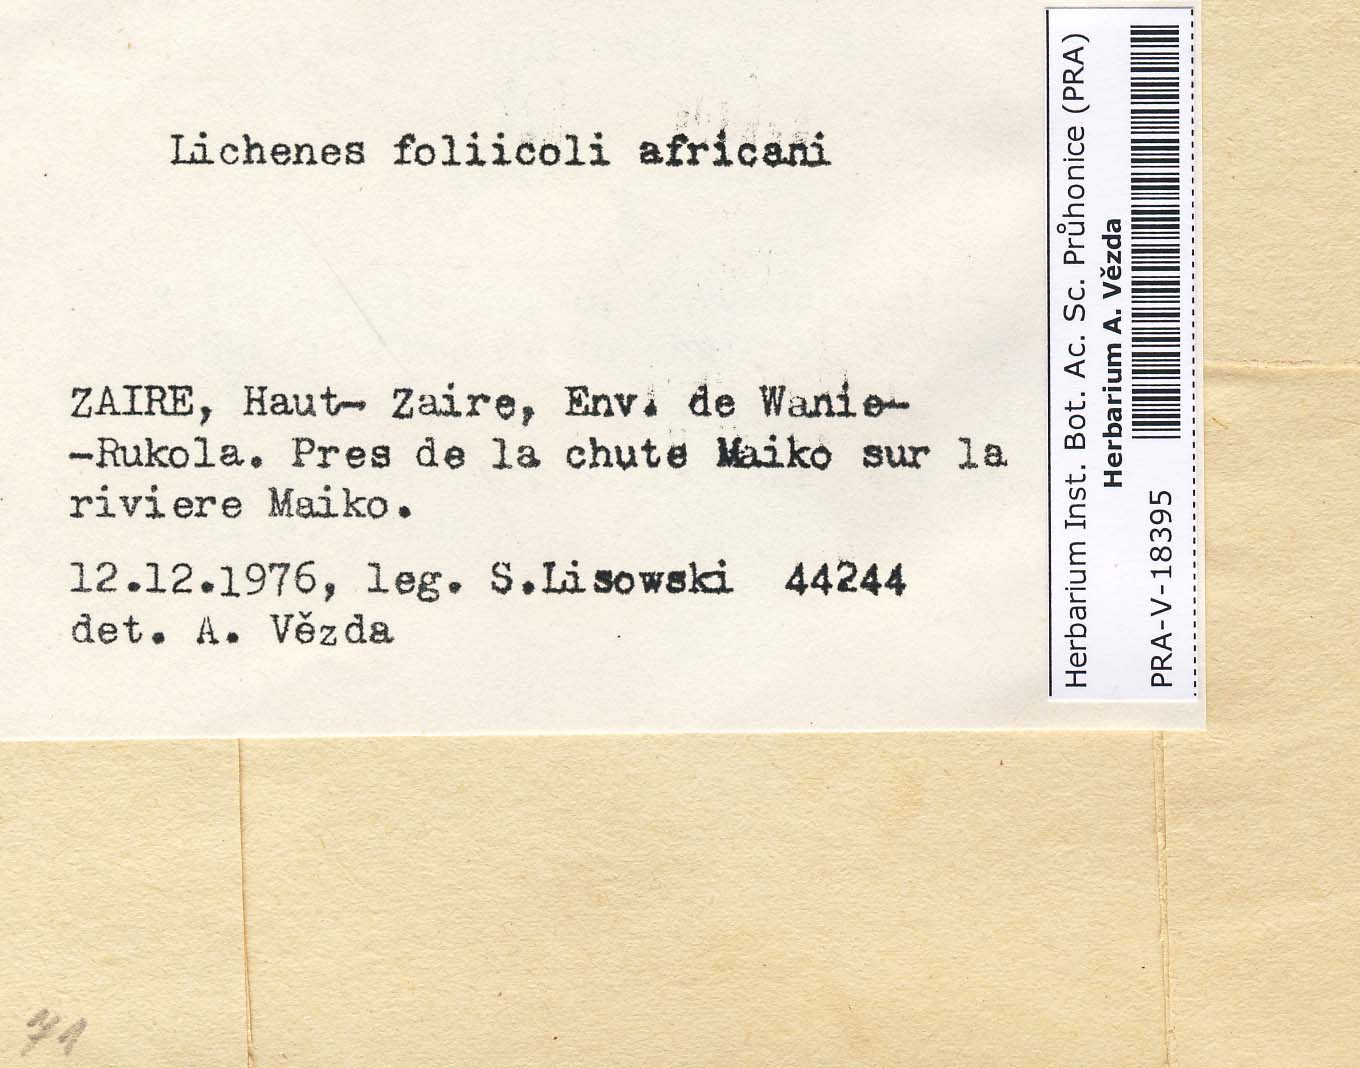 Lichenes foliicoli africani
ZAIRE, Haut- Zaire, Env. de Wanie-
-Rukola. Pres de la chute Maiko sur la
riviere Maiko.
12.12.1976, leg. S.Lisowski 44244
det. A. Vězda
Herbarium Inst. Bot. Ac. Sc. Průhonice (PRA)
Herbarium A. Vězda
PRA-V-18395
71